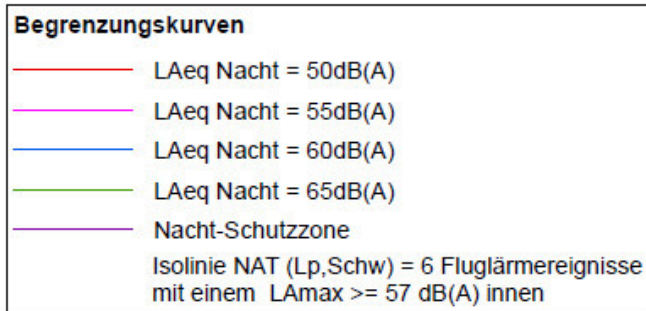 Begrenzungskurven
LAeq Nacht = 50dB(A)
LAeq Nacht = 55dB(A)
LAeq Nacht = 60dB(A)
LAeq Nacht = 65dB(A)
Nacht-Schutzzone
Isolinie NAT (Lp,Schw) = 6 Fluglärmereignisse
mit einem LAmax >= 57 dB(A) innen